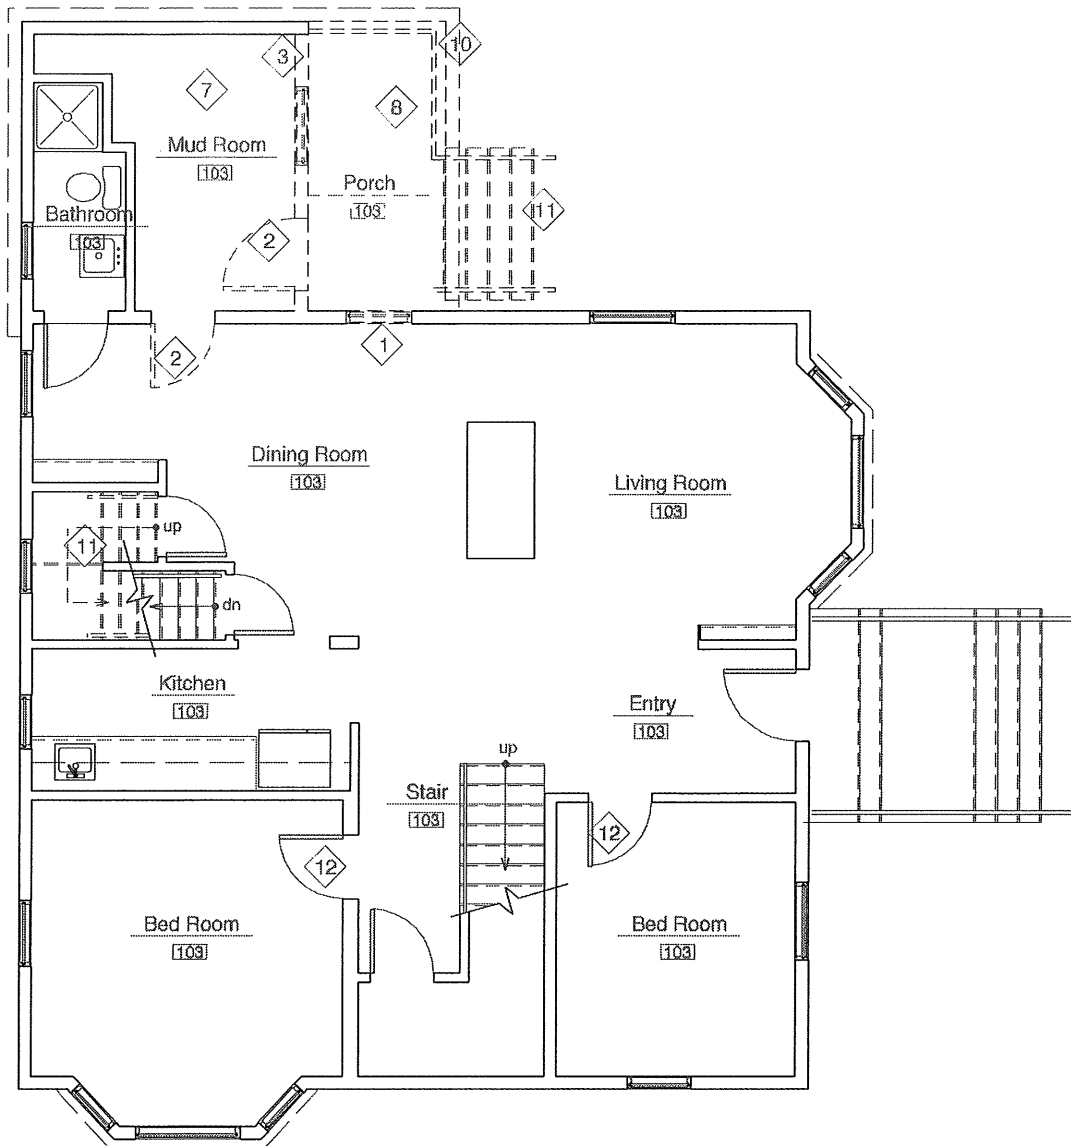 10
3
7
8
Mud Room
103
Porch
103
11
Bathroom
103
2
2
1
Dining Room
103
Living Room
103
up
11
dn
Kitchen
103
Entry
103
up
Stair
103
12
12
Bed Room
103
Bed Room
103